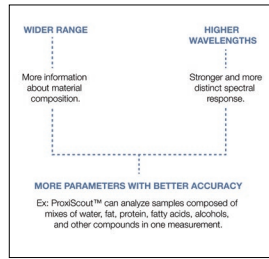 WIDER RANGE
HIGHER
WAVELENGTHS
More information
about material
composition.
Stronger and more
distinct spectral
response.
MORE PARAMETERS WITH BETTER ACCURACY
Ex: ProxiScout™ can analyze samples composed of
mixes of water, fat, protein, fatty acids, alcohols,
and other compounds in one measurement.